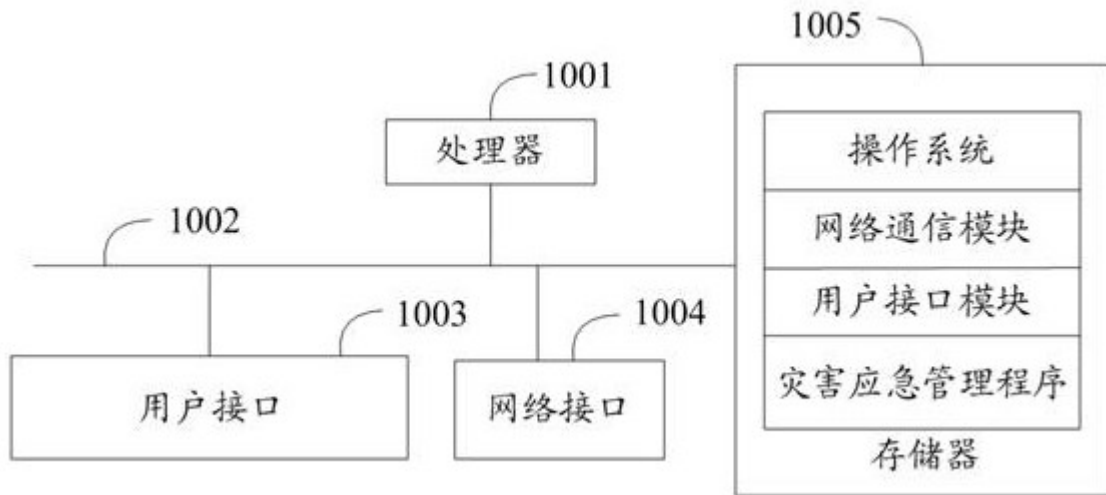 1005
1001
处理器
操作系统
网络通信模块
1002
用户接口模块
1003
1004
灾害应急管理程序
用户接口
网络接口
存储器